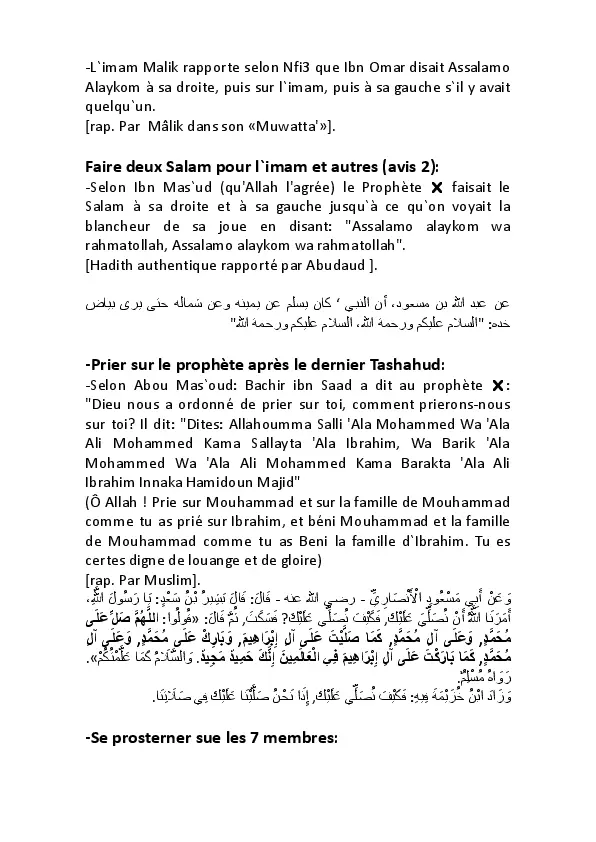 -L`imam Malik rapporte selon Nfi3 que Ibn Omar disait Assalamo
Alaykom à sa droite, puis sur l`imam, puis à sa gauche s`il y avait
quelqu`un.
[rap. Par  Mâlik dans son «Muwatta'»].
Faire deux Salam pour l`imam et autres (avis 2):
-Selon Ibn Mas`ud (qu'Allah l'agrée) le Prophète ✕ faisait le
Salam à sa droite et à sa gauche jusqu`à ce qu`on voyait la
blancheur de sa joue en disant: "Assalamo alaykom wa
rahmatollah, Assalamo alaykom wa rahmatollah".
[Hadith authentique rapporté par Abudaud ].
عن عبد الله بن مسعود، أن النبي ‘ كان يسلم عن يمينه وعن شماله حتى يرى بياض
خده: "السلام عليكم ورحمة الله، السلام عليكم ورحمة الله"
-Prier sur le prophète après le dernier Tashahud:
-Selon Abou Mas`oud: Bachir ibn Saad a dit au prophète ✕:
"Dieu nous a ordonné de prier sur toi, comment prierons-nous
sur toi? Il dit: "Dites: Allahoumma Salli 'Ala Mohammed Wa 'Ala
Ali Mohammed Kama Sallayta 'Ala Ibrahim, Wa Barik 'Ala
Mohammed Wa 'Ala Ali Mohammed Kama Barakta 'Ala Ali
Ibrahim Innaka Hamidoun Majid"
(Ô Allah ! Prie sur Mouhammad et sur la famille de Mouhammad
comme tu as prié sur Ibrahim, et béni Mouhammad et la famille
de Mouhammad comme tu as Beni la famille d`Ibrahim. Tu es
certes digne de louange et de gloire)
[rap. Par Muslim].
وَعَنْ أَبِي مَسْعُودٍ الْأَنْصَارِيِّ - رضي الله عنه - قَالَ: قَالَ بَشِيرُ بْنُ سَعْدٍ: يَا رَسُولَ اللَّهِ،
أَمَرَنَا اللَّهُ أَنْ نُصَلِّيَ عَلَيْكَ, فَكَيْفَ نُصَلِّي عَلَيْكَ? فَسَكَتَ, ثُمَّ قَالَ: «قُولُوا: اللَّهُمَّ صَلِّ عَلَى
مُحَمَّدٍ, وَعَلَى آلِ مُحَمَّدٍ, كَمَا صَلَّيْتَ عَلَى آلِ إِبْرَاهِيمَ, وَبَارِكْ عَلَى مُحَمَّدٍ, وَعَلَى آلِ
مُحَمَّدٍ, كَمَا بَارَكْتَ عَلَى آلِ إِبْرَاهِيمَ فِي الْعَالَمِينَ إِنَّكَ حَمِيدٌ مَجِيدٌ. وَالسَّلَامُ كَمَا عَلَّمْتُكُمْ».
رَوَاهُ مُسْلِمٌ.
وَزَادَ ابْنُ خُزَيْمَةَ فِيهِ: فَكَيْفَ نُصَلِّي عَلَيْكَ, إِذَا نَحْنُ صَلَّيْنَا عَلَيْكَ فِي صَلَاتِنَا.
-Se prosterner sue les 7 membres: